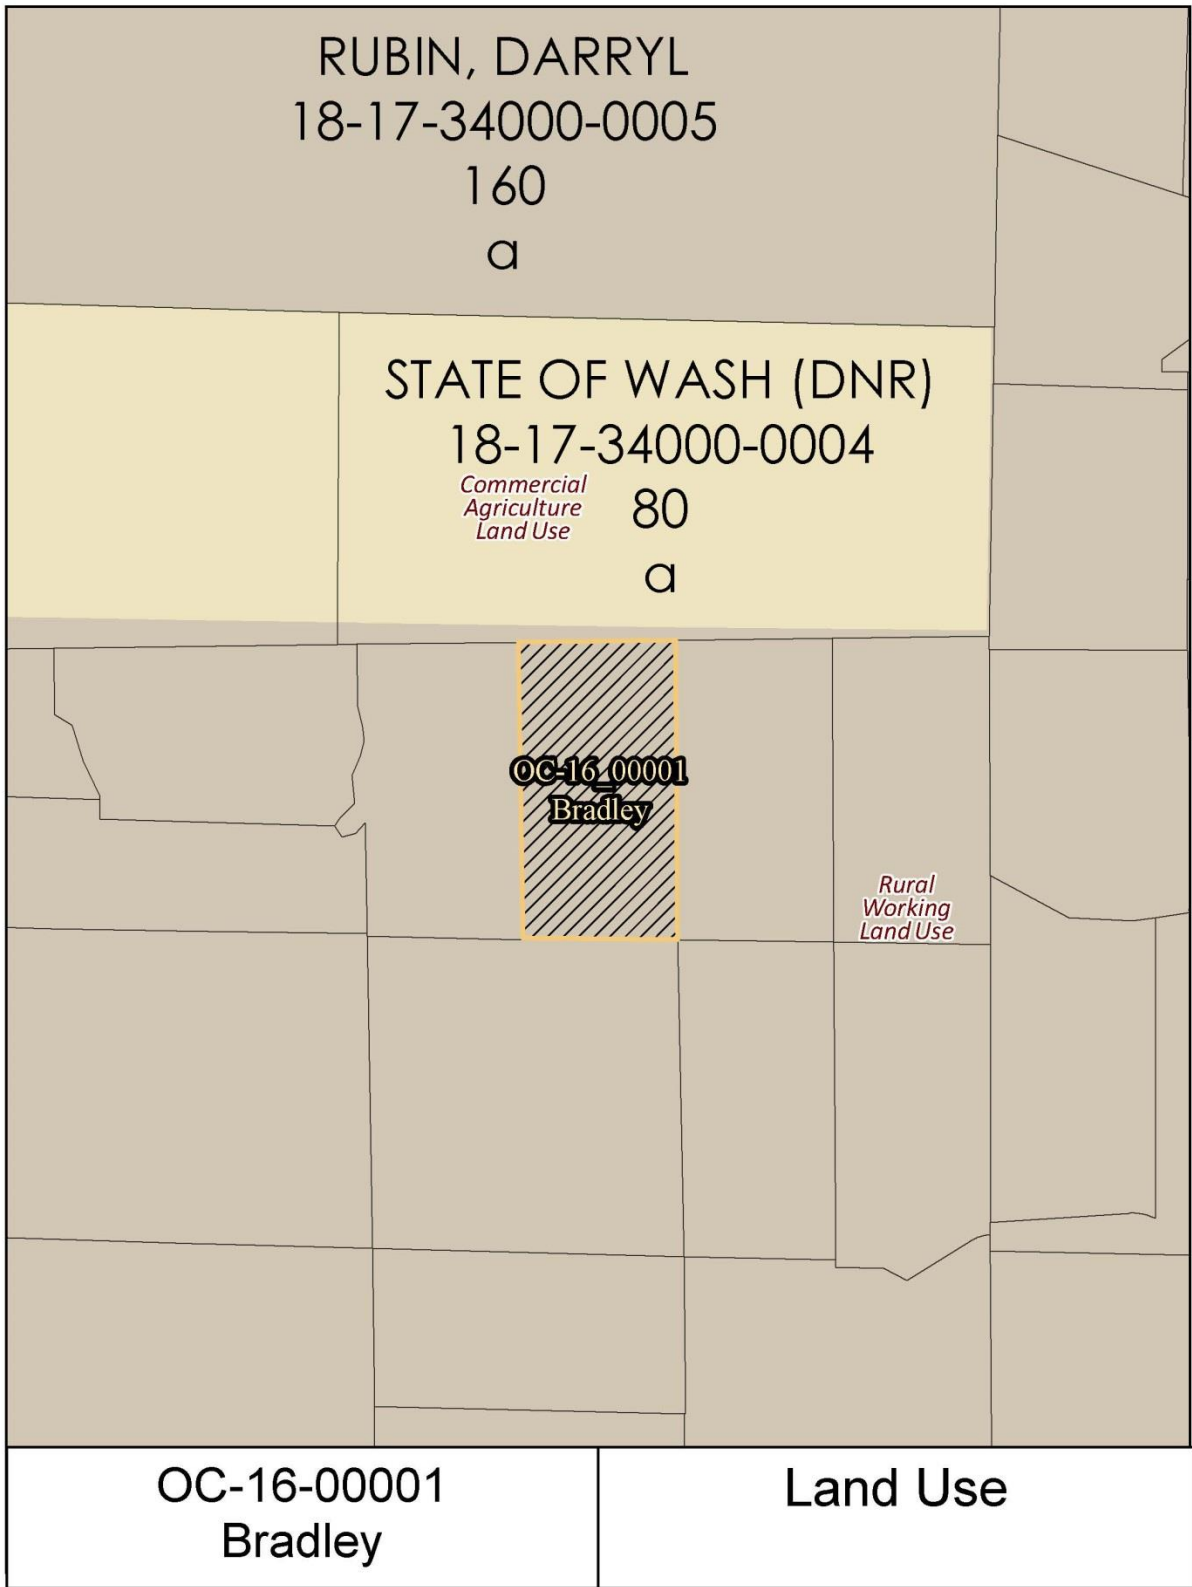 RUBIN, DARRYL
18-17-34000-0005
160
a
STATE OF WASH (DNR)
18-17-34000-0004
Commercial
Agriculture
Land Use
80
a
OC-16_00001
Bradley
Rural
Working
Land Use
OC-16-00001
Bradley
Land Use